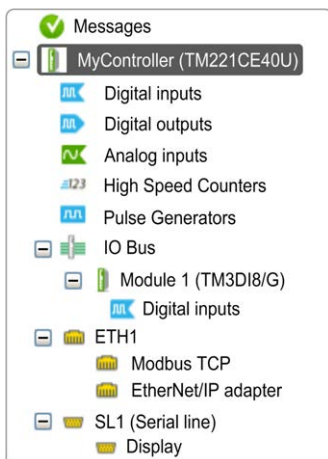 Messages
MyController (TM221CE40U)
Digital inputs
Digital outputs
Analog inputs
123 High Speed Counters
Pulse Generators
IO Bus
Module 1 (TM3DI8/G)
Digital inputs
ETH1
Modbus TCP
EtherNet/IP adapter
SL1 (Serial line)
Display